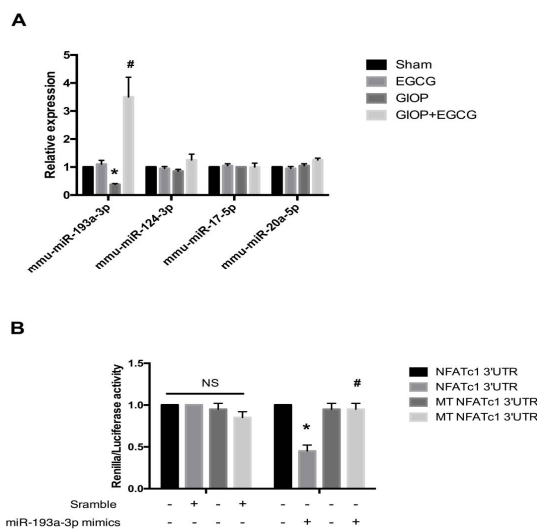 A
Relative expression
5
4
3
2
1
0
#
*
Sham
EGCG
GIOP
GIOP+EGCG
mmu-miR-193a-3p
mmu-miR-124-3p
mmu-miR-17-5p
mmu-miR-20a-5p
B
Renilla/Luciferase activity
1.5
1.0
0.5
0.0
NS
*
#
NFATc1 3'UTR
NFATc1 3'UTR
MT NFATc1 3'UTR
MT NFATc1 3'UTR
Sramble - + - + - - - -
miR-193a-3p mimics - - - - - + - +